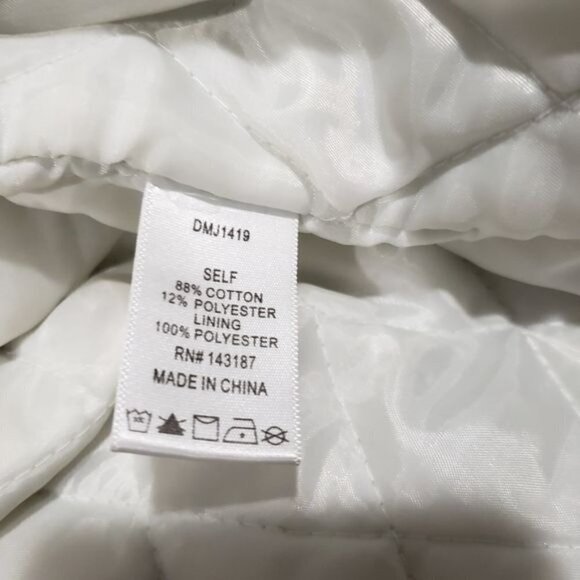 DMJ1419
SELF
88% COTTON
12% POLYESTER
LINING
100% POLYESTER
RN# 143187
MADE IN CHINA